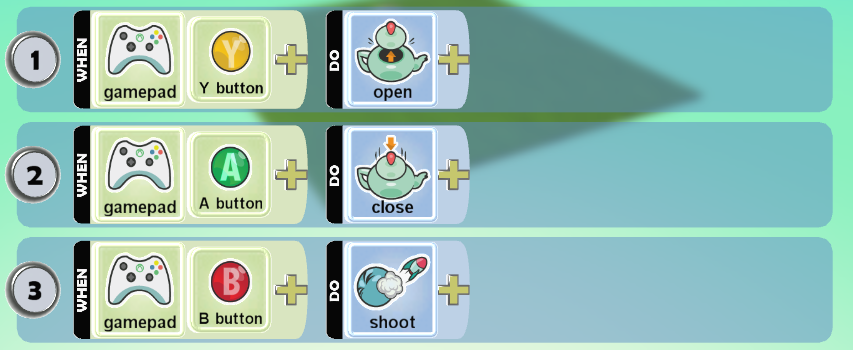 1 WHEN gamepad Y button DO open
2 WHEN gamepad A button DO close
3 WHEN gamepad B button DO shoot